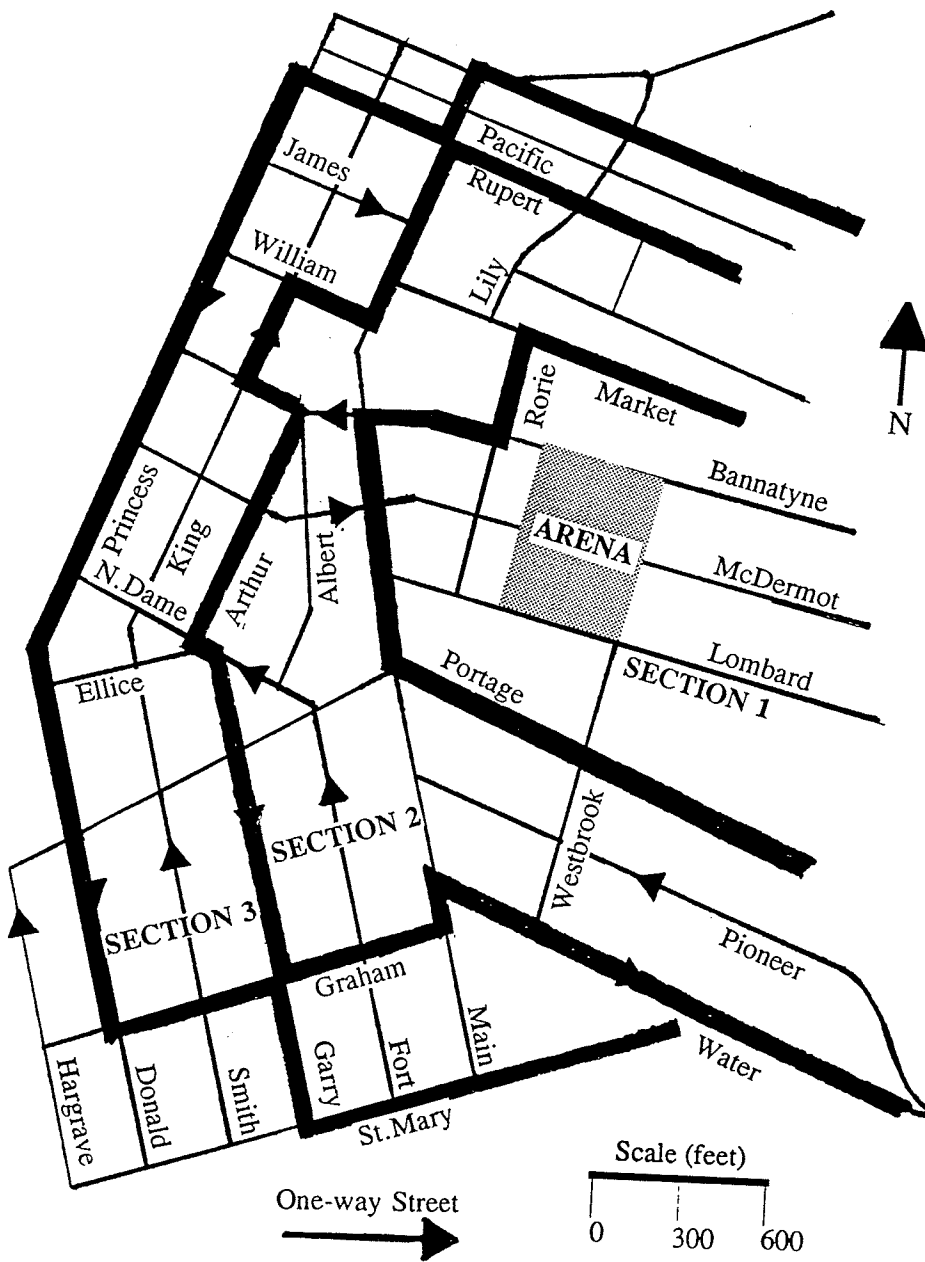 Pacific
James
Rupert
William
Lily
Rorie
Market
N
Bannatyne
Princess
King
ARENA
Albert
McDermot
N. Dame
Arthur
Lombard
Portage
SECTION 1
Ellice
Westbrook
SECTION 2
SECTION 3
Pioneer
Graham
Main
Hargrave
Donald
Smith
Garry
Fort
Water
St.Mary
Scale (feet)
One-way Street
0 300 600